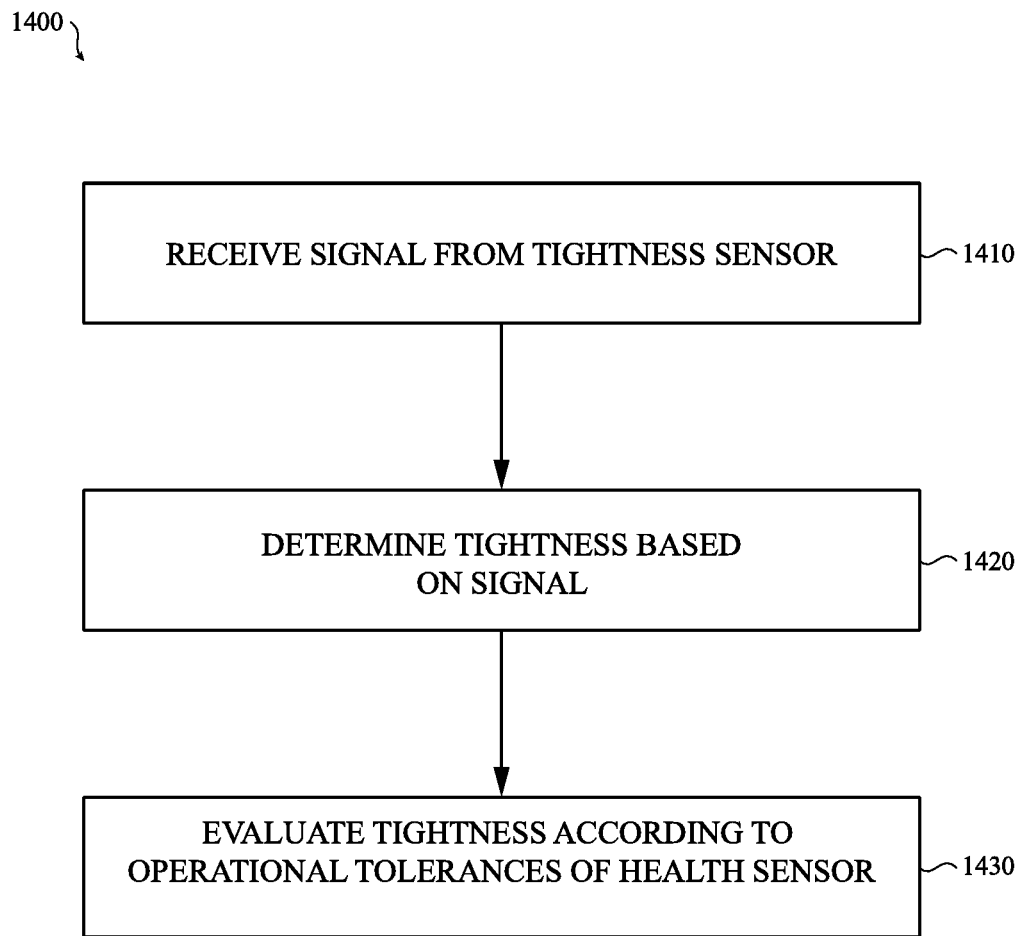 1400
RECEIVE SIGNAL FROM TIGHTNESS SENSOR
1410
DETERMINE TIGHTNESS BASED
ON SIGNAL
1420
EVALUATE TIGHTNESS ACCORDING TO
OPERATIONAL TOLERANCES OF HEALTH SENSOR
1430